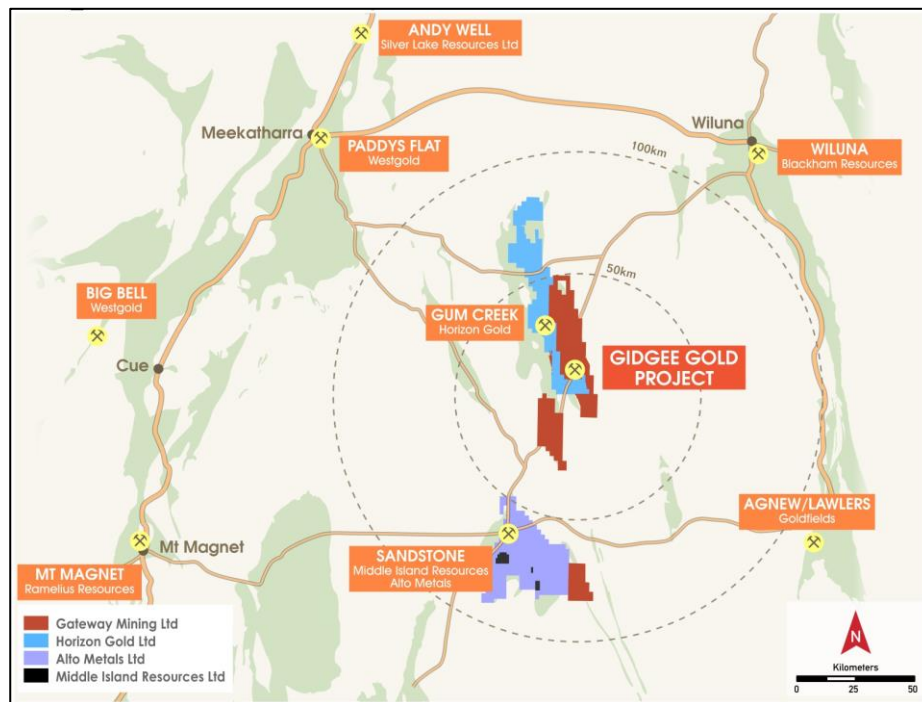 ANDY WELL
Silver Lake Resources Ltd
Meekatharra
PADDYS FLAT
Westgold
Wiluna
WILUNA
Blackham Resources
100km
50km
BIG BELL
Westgold
GUM CREEK
Horizon Gold
GIDGEE GOLD
PROJECT
Cue
AGNEW/LAWLERS
Goldfields
Mt Magnet
SANDSTONE
Middle Island Resources
Alto Metals
MT MAGNET
Ramelius Resources
Gateway Mining Ltd
Horizon Gold Ltd
Alto Metals Ltd
Middle Island Resources Ltd
N
Kilometers
0 25 50